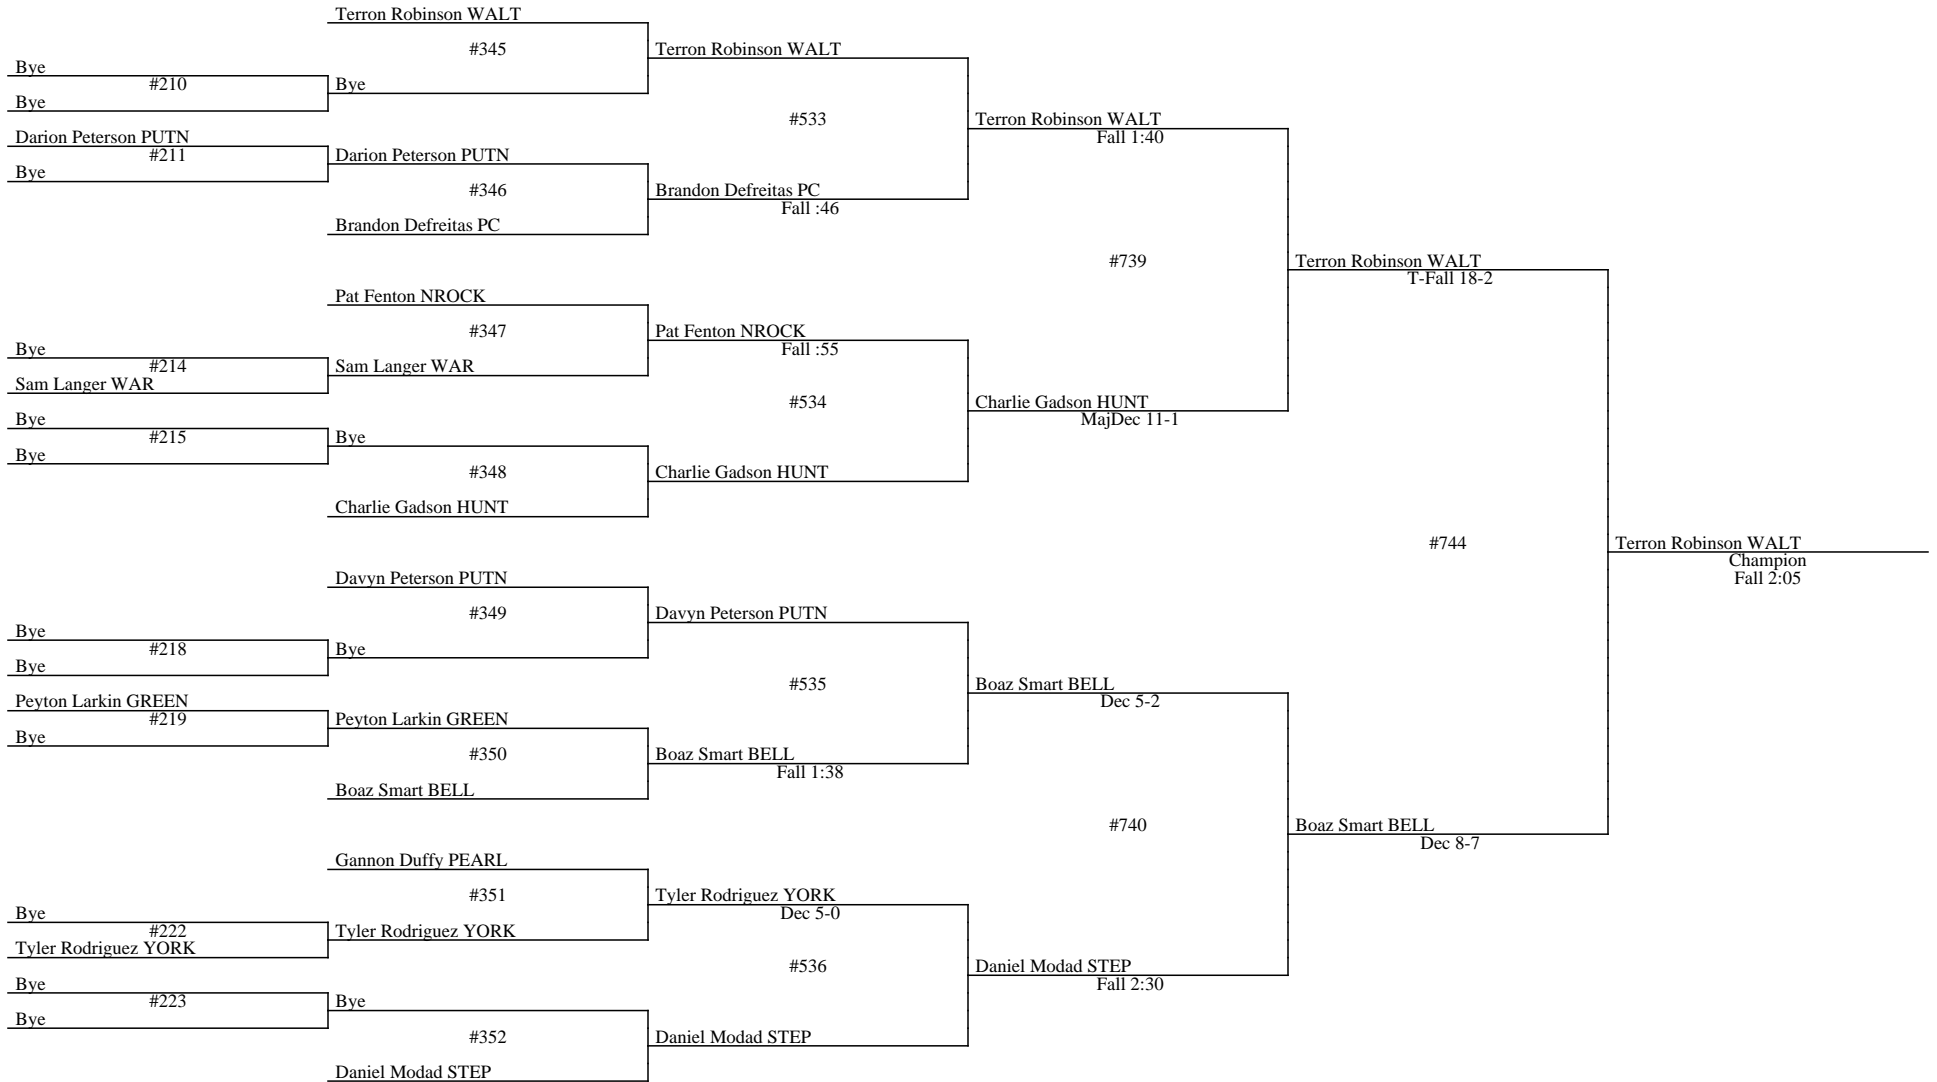 Terron Robinson WALT
#345
Terron Robinson WALT
Bye
#210
Bye
Bye
#533
Terron Robinson WALT
Fall 1:40
Darion Peterson PUTN
#211
Darion Peterson PUTN
Bye
#346
Brandon Defreitas PC
Fall :46
Brandon Defreitas PC
#739
Terron Robinson WALT
T-Fall 18-2
Pat Fenton NROCK
#347
Pat Fenton NROCK
Fall :55
Bye
#214
Sam Langer WAR
Sam Langer WAR
#534
Charlie Gadson HUNT
MajDec 11-1
Bye
#215
Bye
Bye
#348
Charlie Gadson HUNT
Charlie Gadson HUNT
#744
Terron Robinson WALT
Champion
Fall 2:05
Davyn Peterson PUTN
#349
Davyn Peterson PUTN
Bye
#218
Bye
Bye
#535
Boaz Smart BELL
Dec 5-2
Peyton Larkin GREEN
#219
Peyton Larkin GREEN
Bye
#350
Boaz Smart BELL
Fall 1:38
Boaz Smart BELL
#740
Boaz Smart BELL
Dec 8-7
Gannon Duffy PEARL
#351
Tyler Rodriguez YORK
Dec 5-0
Bye
#222
Tyler Rodriguez YORK
Tyler Rodriguez YORK
#536
Daniel Modad STEP
Fall 2:30
Bye
#223
Bye
Bye
#352
Daniel Modad STEP
Daniel Modad STEP